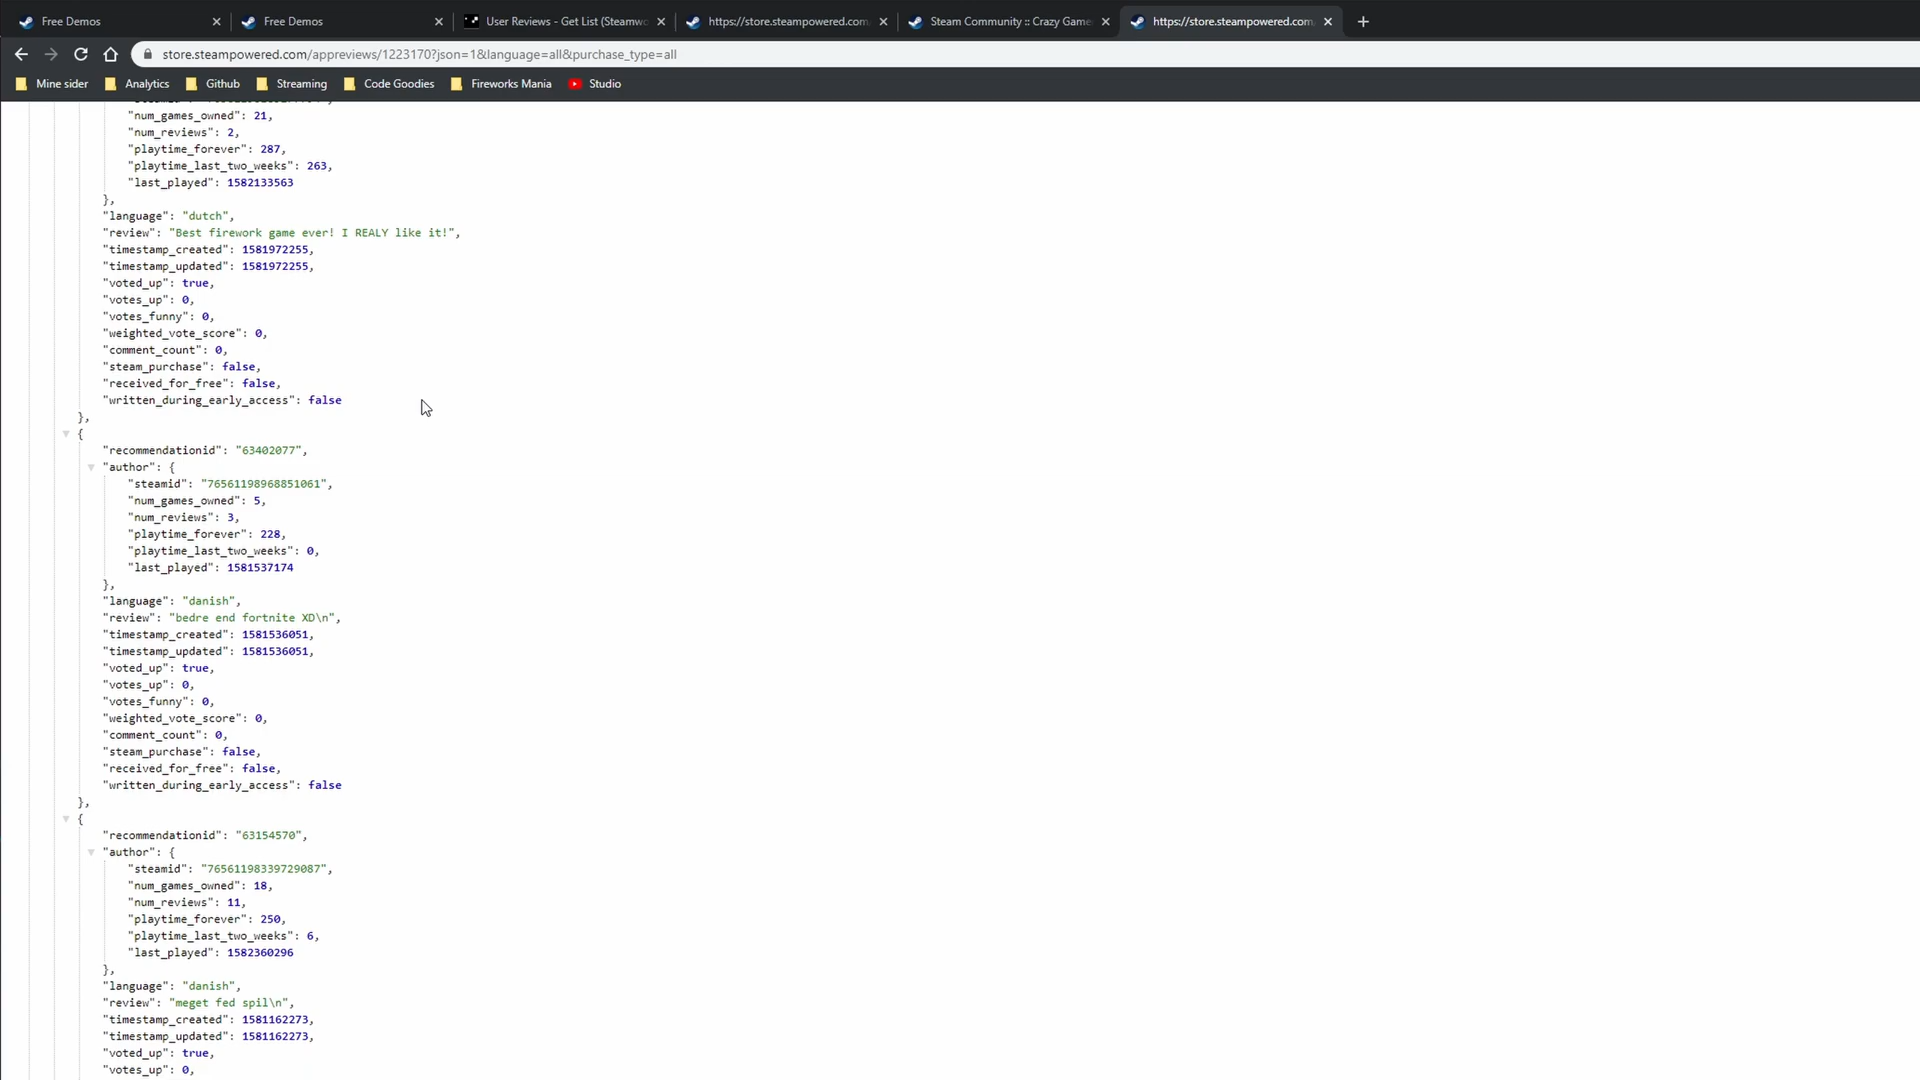 Free Demos
Free Demos
User Reviews - Get List (Steamwo
https://store.steampowered.com
Steam Community :: Crazy Game
https://store.steampowered.com
store.steampowered.com/appreviews/1223170?json=1&language=all&purchase_type=all
Mine sider
Analytics
Github
Streaming
Code Goodies
Fireworks Mania
Studio
"num_games_owned": 21,
"num_reviews": 2,
"playtime_forever": 287,
"playtime_last_two_weeks": 263,
"last_played": 1582133563
},
"language": "dutch",
"review": "Best firework game ever! I REALY like it!",
"timestamp_created": 1581972255,
"timestamp_updated": 1581972255,
"voted_up": true,
"votes_up": 0,
"votes_funny": 0,
"weighted_vote_score": 0,
"comment_count": 0,
"steam_purchase": false,
"received_for_free": false,
"written_during_early_access": false
},
{
"recommendationid": "63402077",
"author": {
"steamid": "76561198968851061",
"num_games_owned": 5,
"num_reviews": 3,
"playtime_forever": 228,
"playtime_last_two_weeks": 0,
"last_played": 1581537174
},
"language": "danish",
"review": "bedre end fortnite XD\n",
"timestamp_created": 1581536051,
"timestamp_updated": 1581536051,
"voted_up": true,
"votes_up": 0,
"votes_funny": 0,
"weighted_vote_score": 0,
"comment_count": 0,
"steam_purchase": false,
"received_for_free": false,
"written_during_early_access": false
},
{
"recommendationid": "63154570",
"author": {
"steamid": "76561198339729087",
"num_games_owned": 18,
"num_reviews": 11,
"playtime_forever": 250,
"playtime_last_two_weeks": 6,
"last_played": 1582360296
},
"language": "danish",
"review": "meget fed spil\n",
"timestamp_created": 1581162273,
"timestamp_updated": 1581162273,
"voted_up": true,
"votes_up": 0,